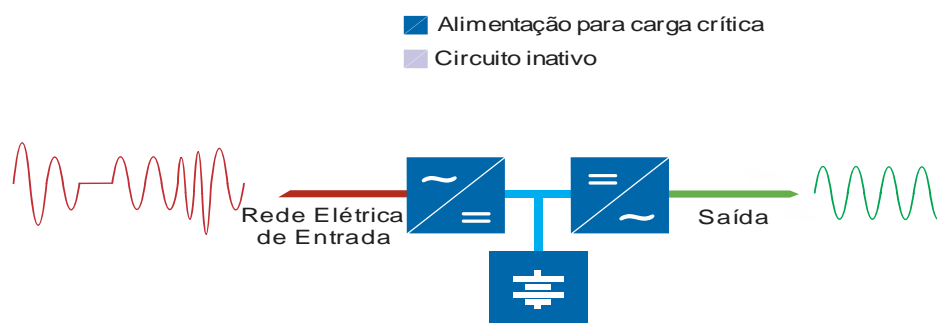 Alimentação para carga crítica
Circuito inativo
Rede Elétrica
de Entrada
Saída